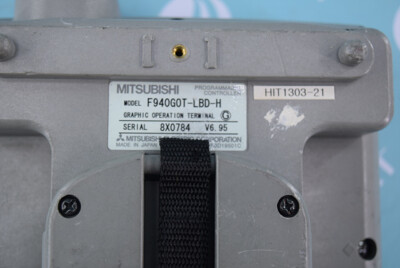 MITSUBISHI
PROGRAMMABLE
CONTROLLER
MODEL F940GOT-LBD-H
GRAPHIC OPERATION TERMINAL G
SERIAL 8X0784 V6.95
MITSUBISHI ELECTRIC CORPORATION
MADE IN JAPAN
HIT1303-21